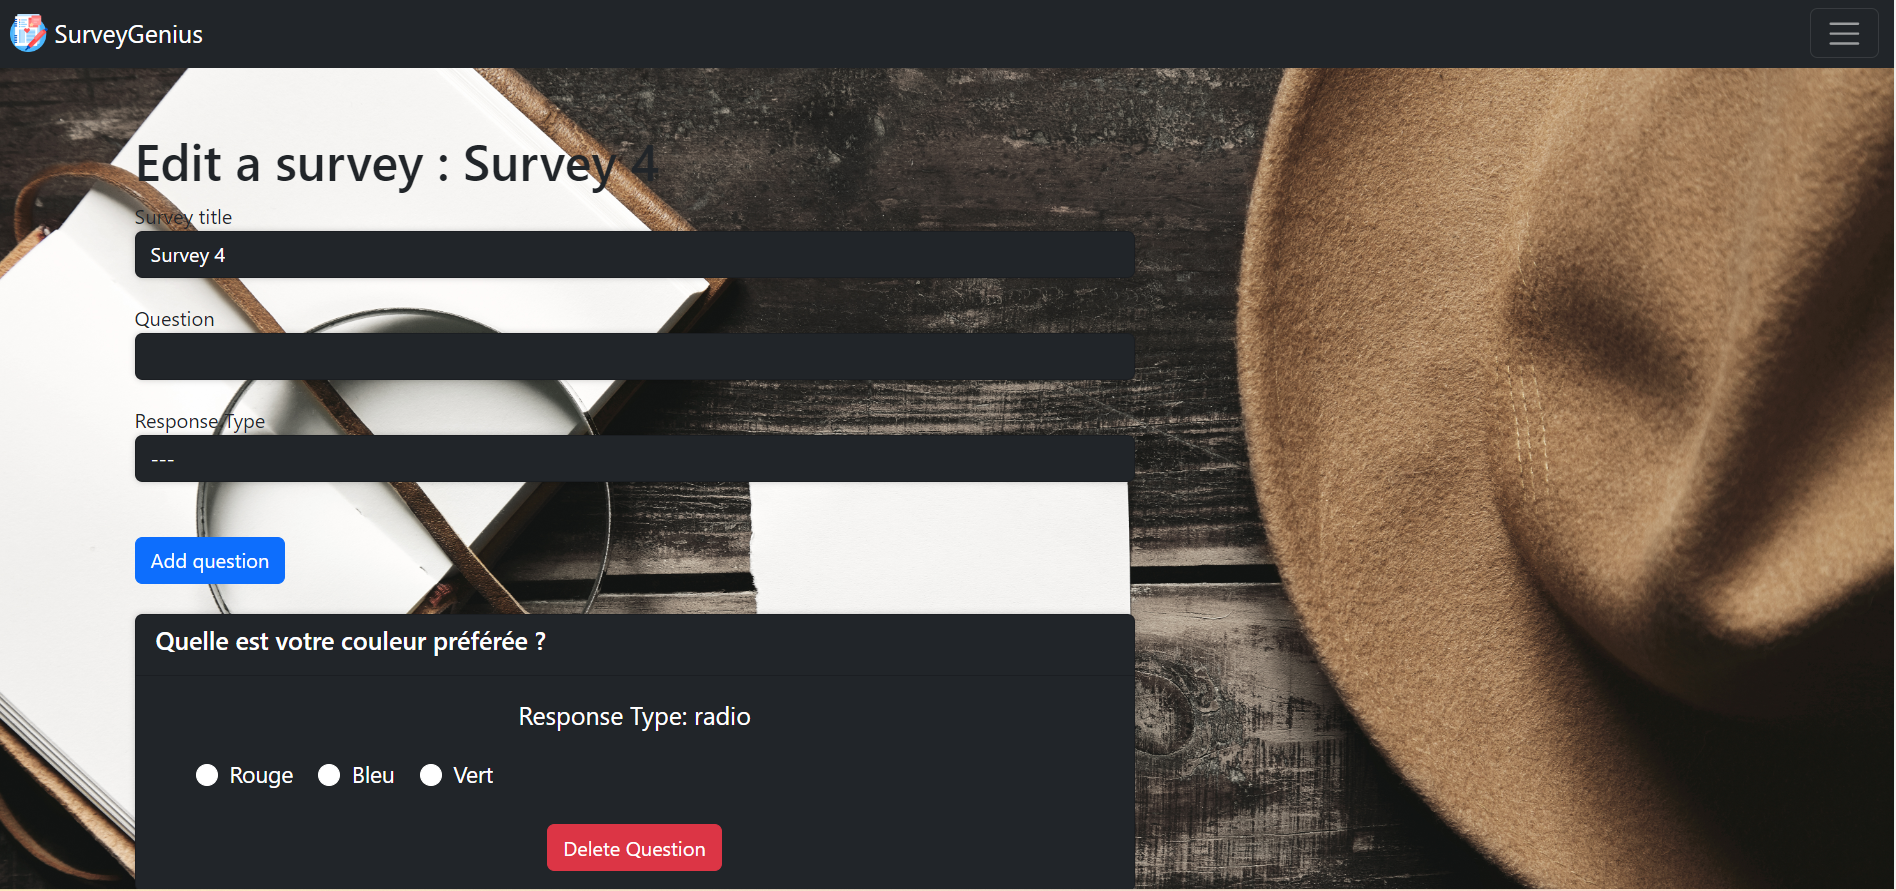 SurveyGenius
Edit a survey : Survey 4
Survey title
Survey 4
Question
Response Type
---
Add question
Quelle est votre couleur préférée ?
Response Type: radio
Rouge Bleu Vert
Delete Question